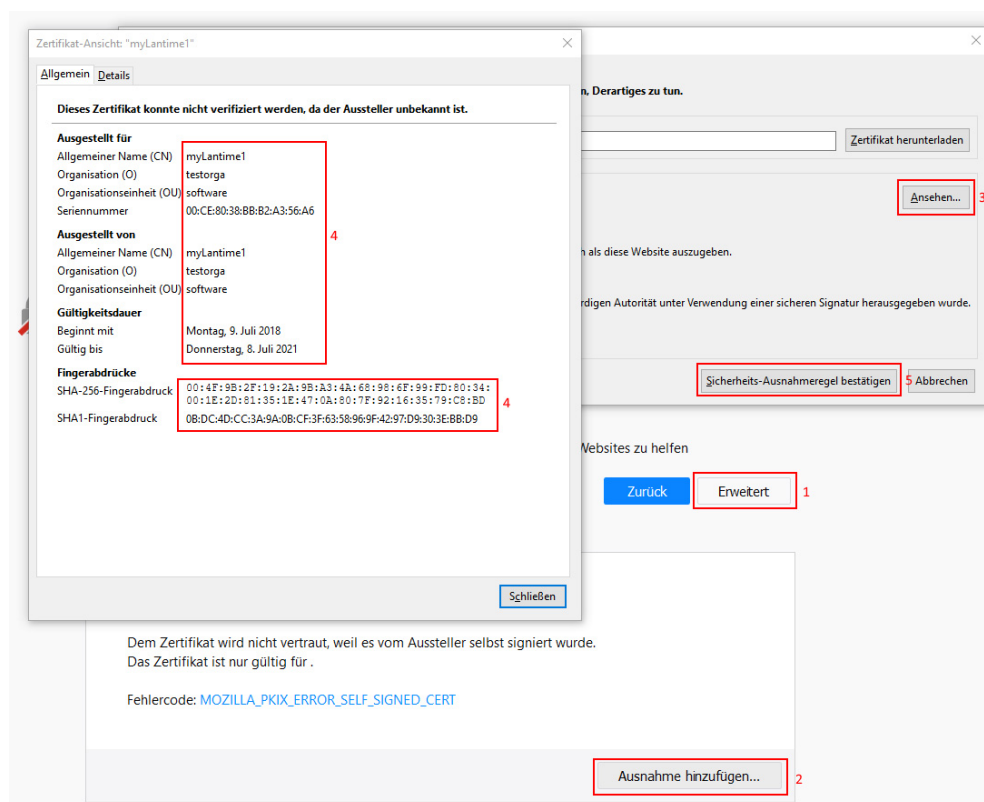 Zertifikat-Ansicht: "myLantime1"
Allgemein Details
Dieses Zertifikat konnte nicht verifiziert werden, da der Aussteller unbekannt ist.
Ausgestellt für
Allgemeiner Name (CN) myLantime1
Organisation (O) testorga
Organisationseinheit (OU) software
Seriennummer 00:CE:80:38:BB:B2:A3:56:A6
4
Ausgestellt von
Allgemeiner Name (CN) myLantime1
Organisation (O) testorga
Organisationseinheit (OU) software
Gültigkeitsdauer
Beginnt mit Montag, 9. Juli 2018
Gültig bis Donnerstag, 8. Juli 2021
Fingerabdrücke
SHA-256-Fingerabdruck 00:4F:9B:2F:19:2A:9B:A3:4A:68:98:6F:99:FD:80:34:
00:1E:2D:81:35:1E:47:0A:80:7F:92:16:35:79:C8:BD
4
SHA1-Fingerabdruck 0B:DC:4D:CC:3A:9A:0B:CF:3F:63:58:96:9F:42:97:D9:30:3E:BB:D9
Schließen
n, Derartiges zu tun.
Zertifikat herunterladen
Ansehen... 3
n als diese Website auszugeben.
rdigen Autorität unter Verwendung einer sicheren Signatur herausgegeben wurde.
Sicherheits-Ausnahmeregel bestätigen 5 Abbrechen
Websites zu helfen
Zurück Erweitert 1
Dem Zertifikat wird nicht vertraut, weil es vom Aussteller selbst signiert wurde.
Das Zertifikat ist nur gültig für .
Fehlercode: MOZILLA_PKIX_ERROR_SELF_SIGNED_CERT
Ausnahme hinzufügen... 2